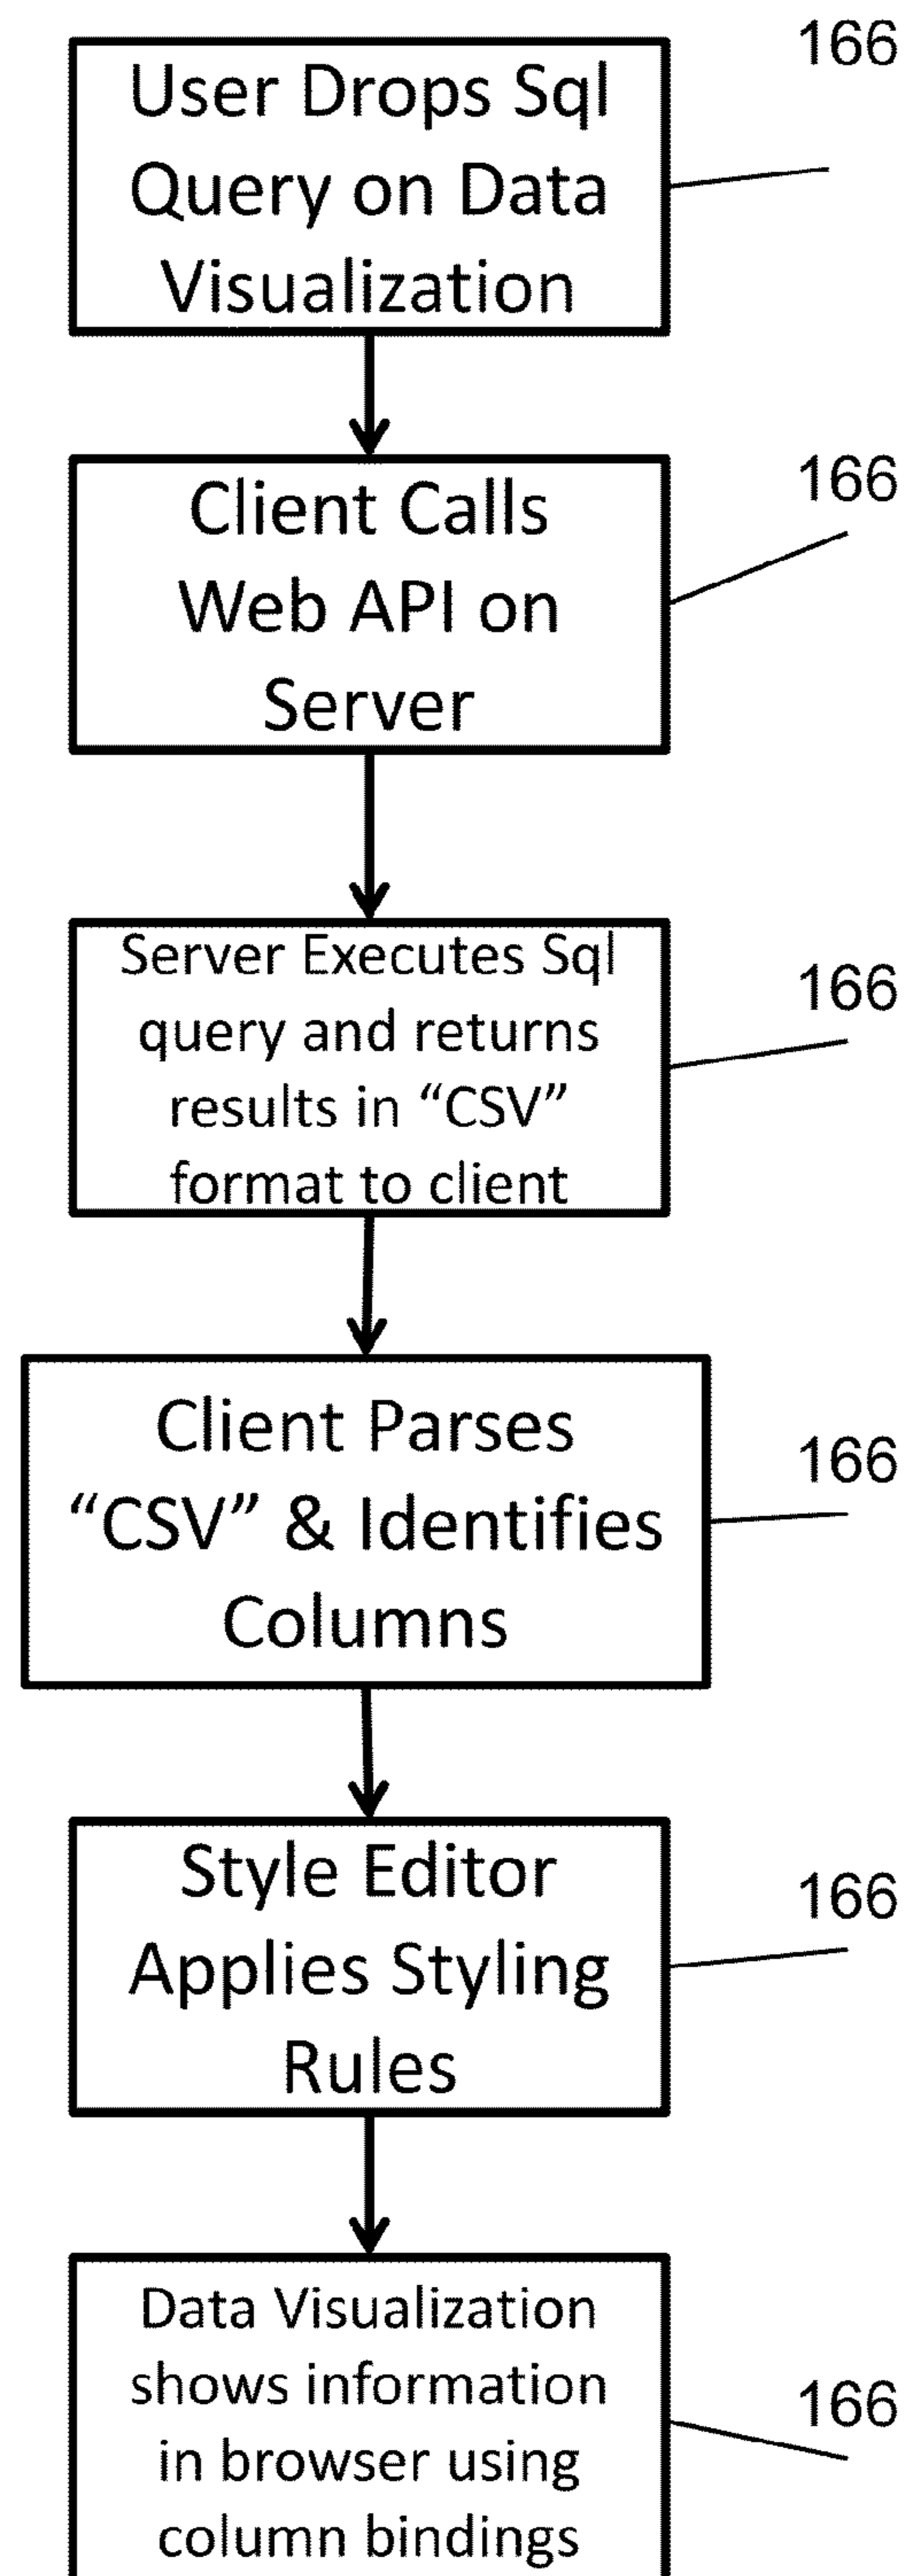 166
User Drops Sql
Query on Data
Visualization
166
Client Calls
Web API on
Server
166
Server Executes Sql
query and returns
results in “CSV”
format to client
166
Client Parses
“CSV” & Identifies
Columns
166
Style Editor
Applies Styling
Rules
166
Data Visualization
shows information
in browser using
column bindings